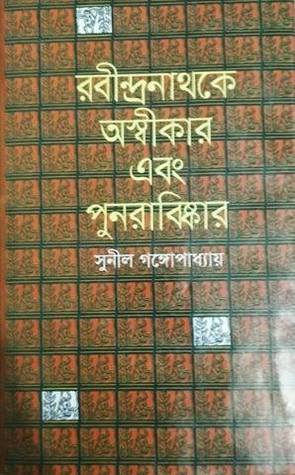 রবীন্দ্রনাথকে
অস্বীকার
এবং
পুনরাবিষ্কার
সুনীল গঙ্গোপাধ্যায়